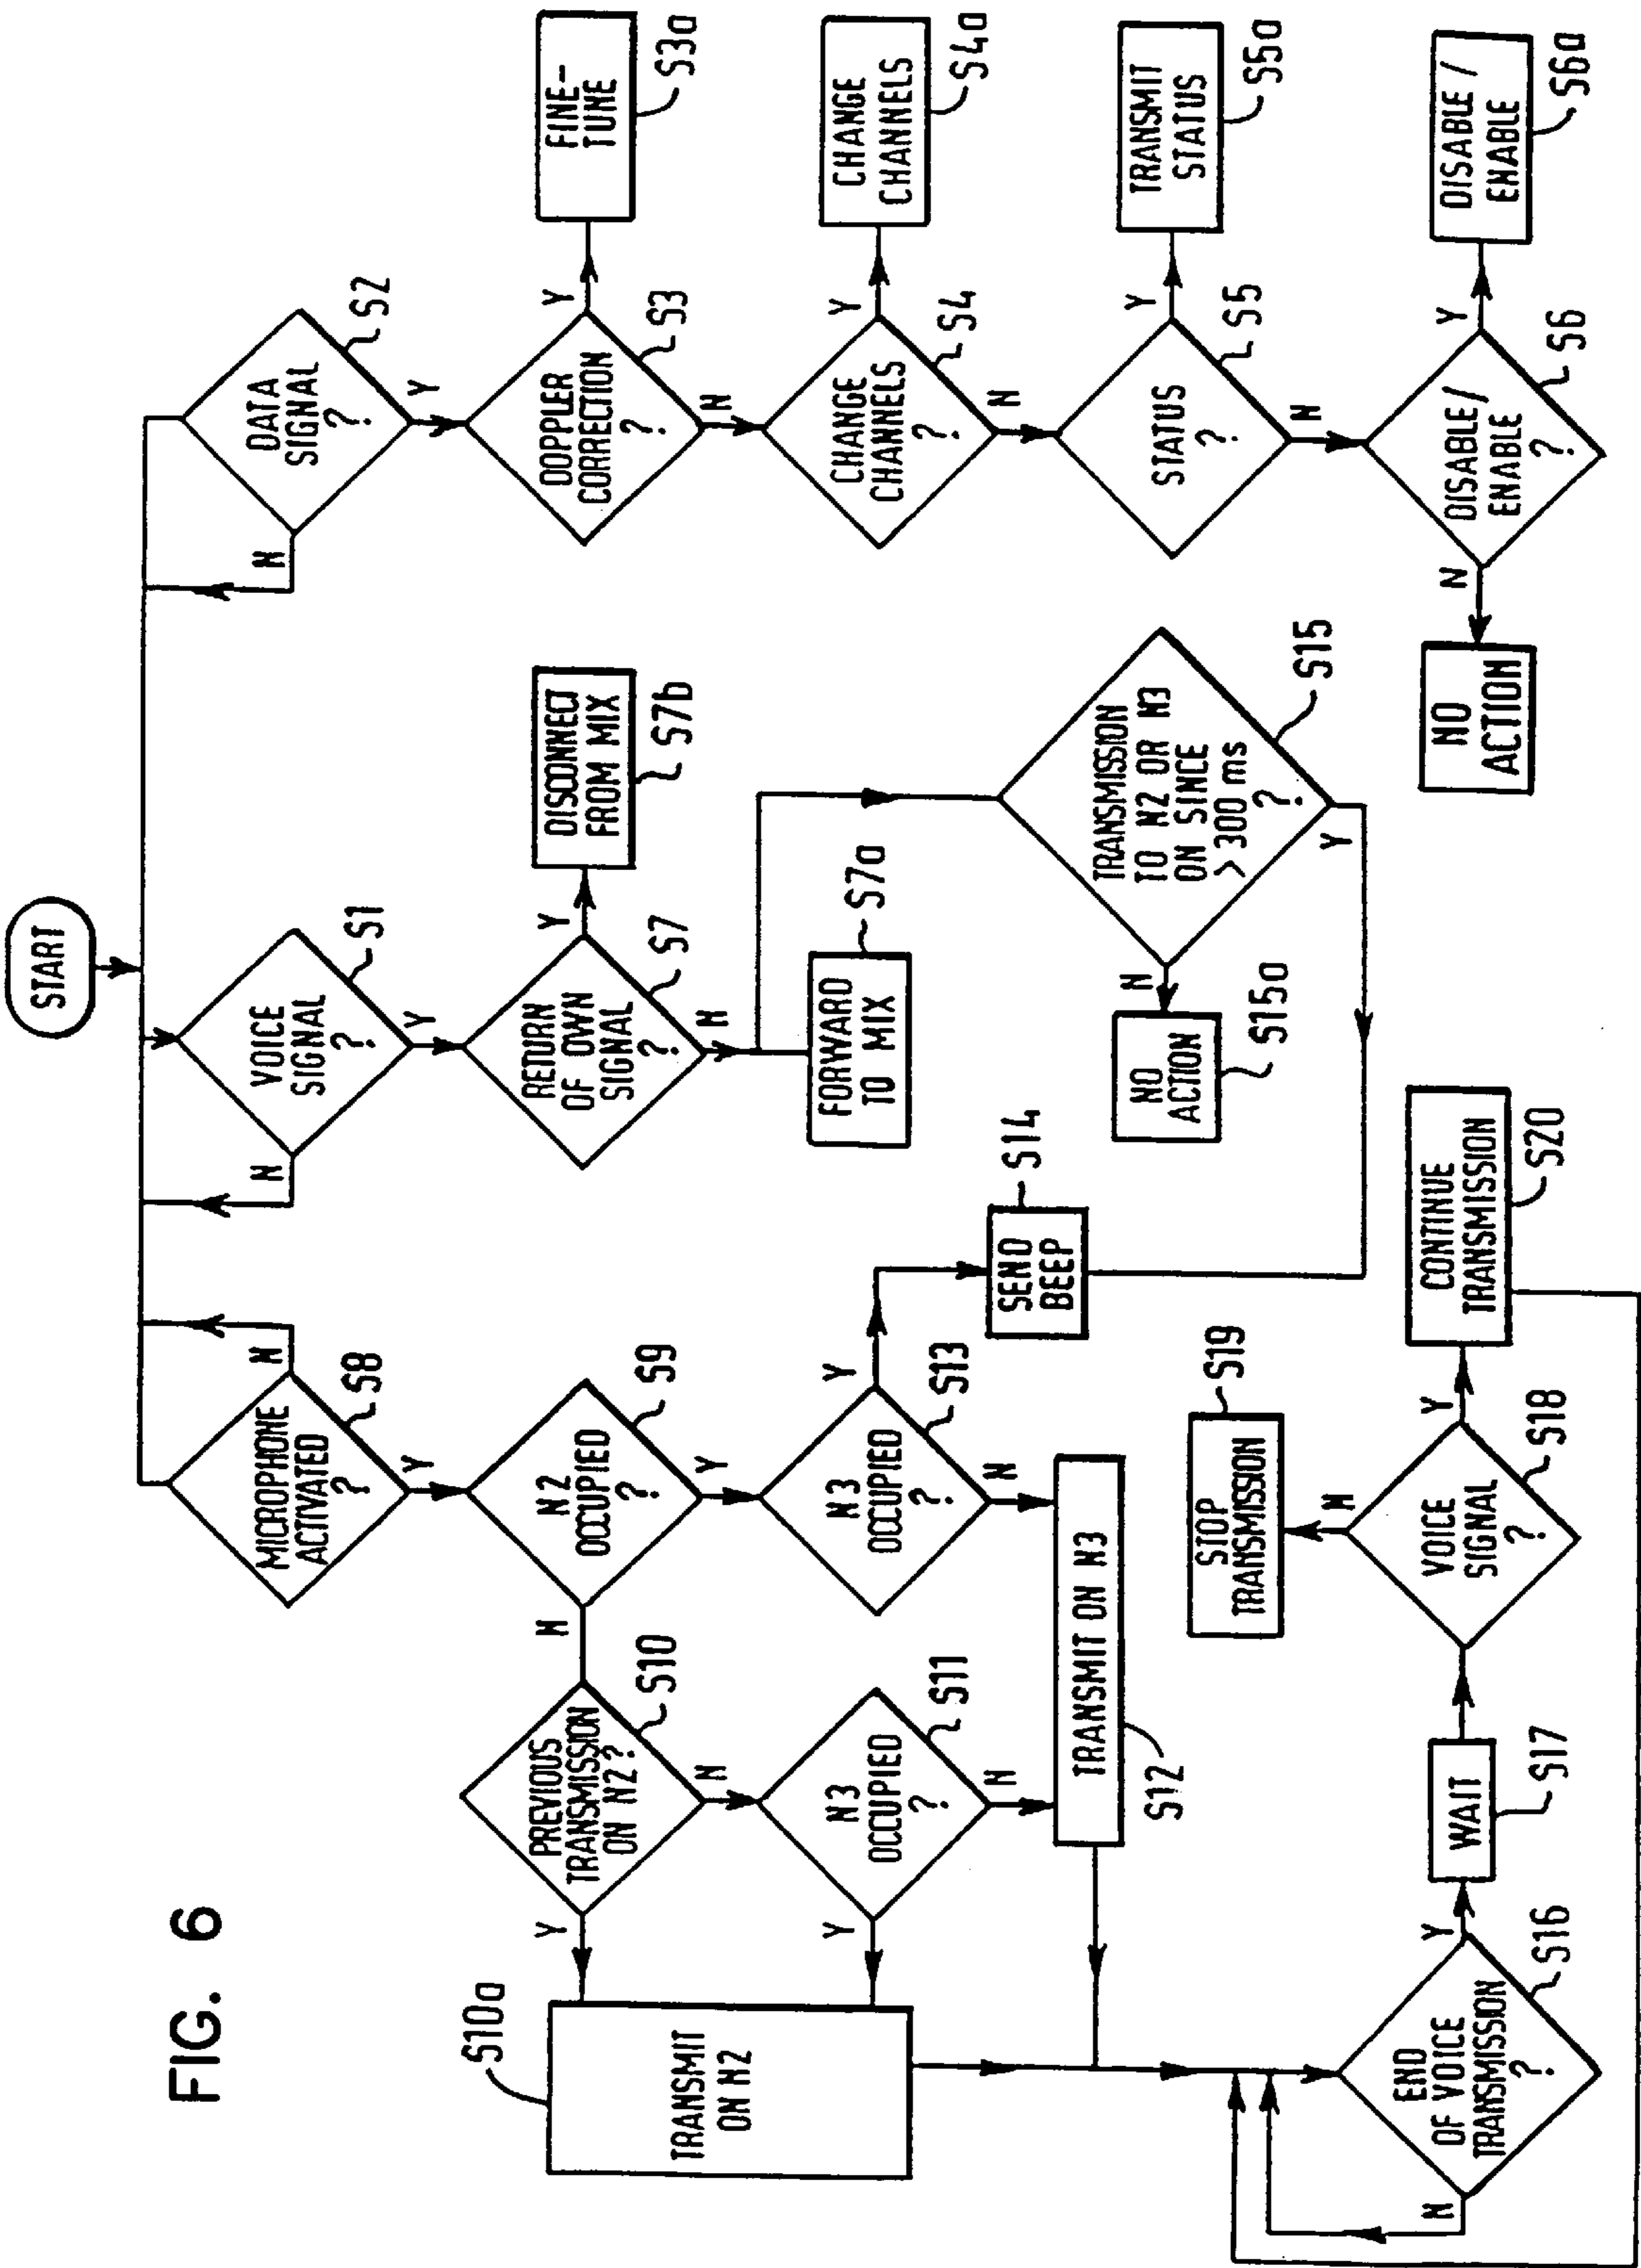 FIG. 6
START
MICROPHONE
ACTIVATED
?
S8
N
Y
VOICE
SIGNAL
?
S1
N
Y
DATA
SIGNAL
?
S2
N
Y
PREVIOUS
TRANSMISSION
ON N2?
S10
Y
N
N2
OCCUPIED
?
S9
N
Y
RETURN
OF OWN
SIGNAL
?
S7
Y
N
DISCONNECT
FROM MIX
S7b
DOPPLER
CORRECTION
?
S3
Y
N
FINE-
TUNE
S3a
S10a
TRANSMIT
ON N2
N3
OCCUPIED
?
S11
Y
N
N3
OCCUPIED
?
S13
Y
N
FORWARD
TO MIX
S7a
CHANGE
CHANNELS
?
S4
Y
N
CHANGE
CHANNELS
S4a
TRANSMIT ON N3
S12
SEND
BEEP
S14
NO
ACTION
S15a
TRANSMISSION
TO N2 OR N3
ON SINCE
> 300 ms
?
S15
N
Y
STATUS
?
S5
Y
N
TRANSMIT
STATUS
S5a
STOP
TRANSMISSION
S19
END
OF VOICE
TRANSMISSION
?
S16
N
Y
WAIT
S17
VOICE
SIGNAL
?
S18
N
Y
CONTINUE
TRANSMISSION
S20
NO
ACTION
DISABLE/
ENABLE
?
S6
N
Y
DISABLE /
ENABLE
S6a